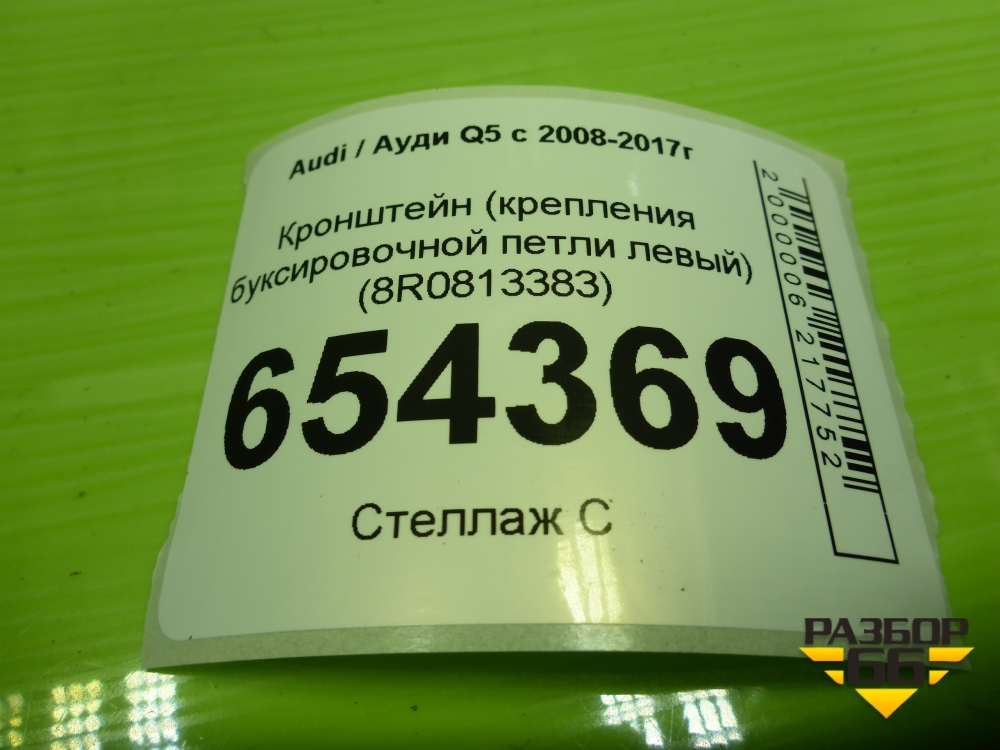 Audi / Ауди Q5 с 2008-2017г
Кронштейн (крепления
буксировочной петли левый)
(8R0813383)
654369
Стеллаж С
2000006217752
РАЗБОР
66